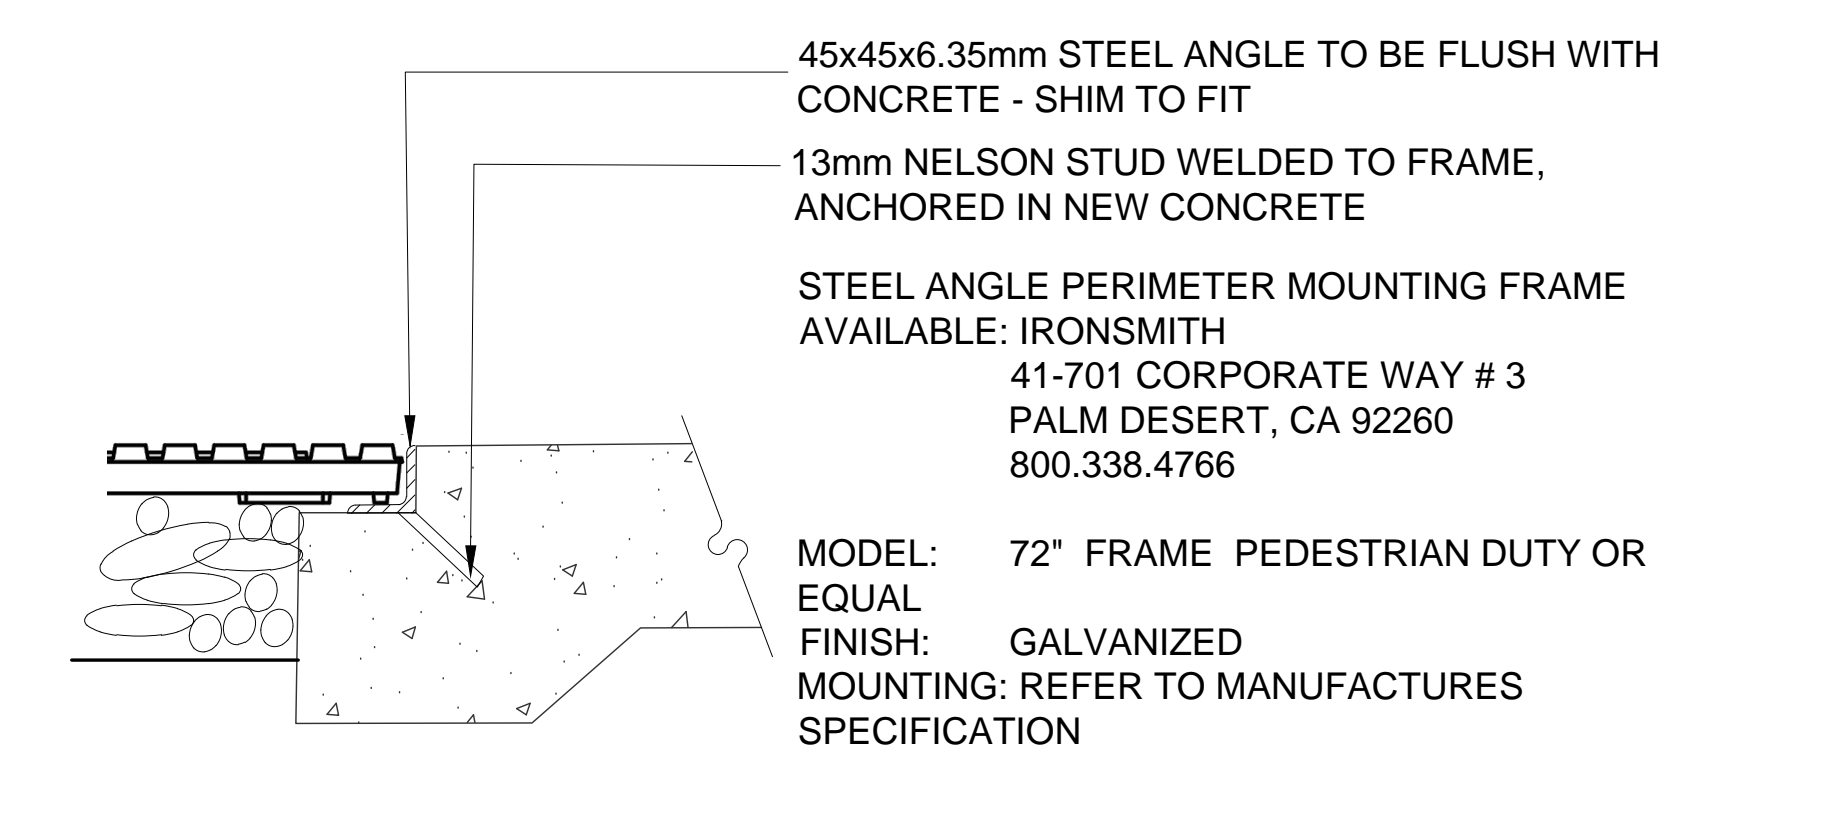 45x45x6.35mm STEEL ANGLE TO BE FLUSH WITH
CONCRETE - SHIM TO FIT
13mm NELSON STUD WELDED TO FRAME,
ANCHORED IN NEW CONCRETE
STEEL ANGLE PERIMETER MOUNTING FRAME
AVAILABLE: IRONSMITH
41-701 CORPORATE WAY # 3
PALM DESERT, CA 92260
800.338.4766
MODEL: 72" FRAME PEDESTRIAN DUTY OR
EQUAL
FINISH: GALVANIZED
MOUNTING: REFER TO MANUFACTURES
SPECIFICATION